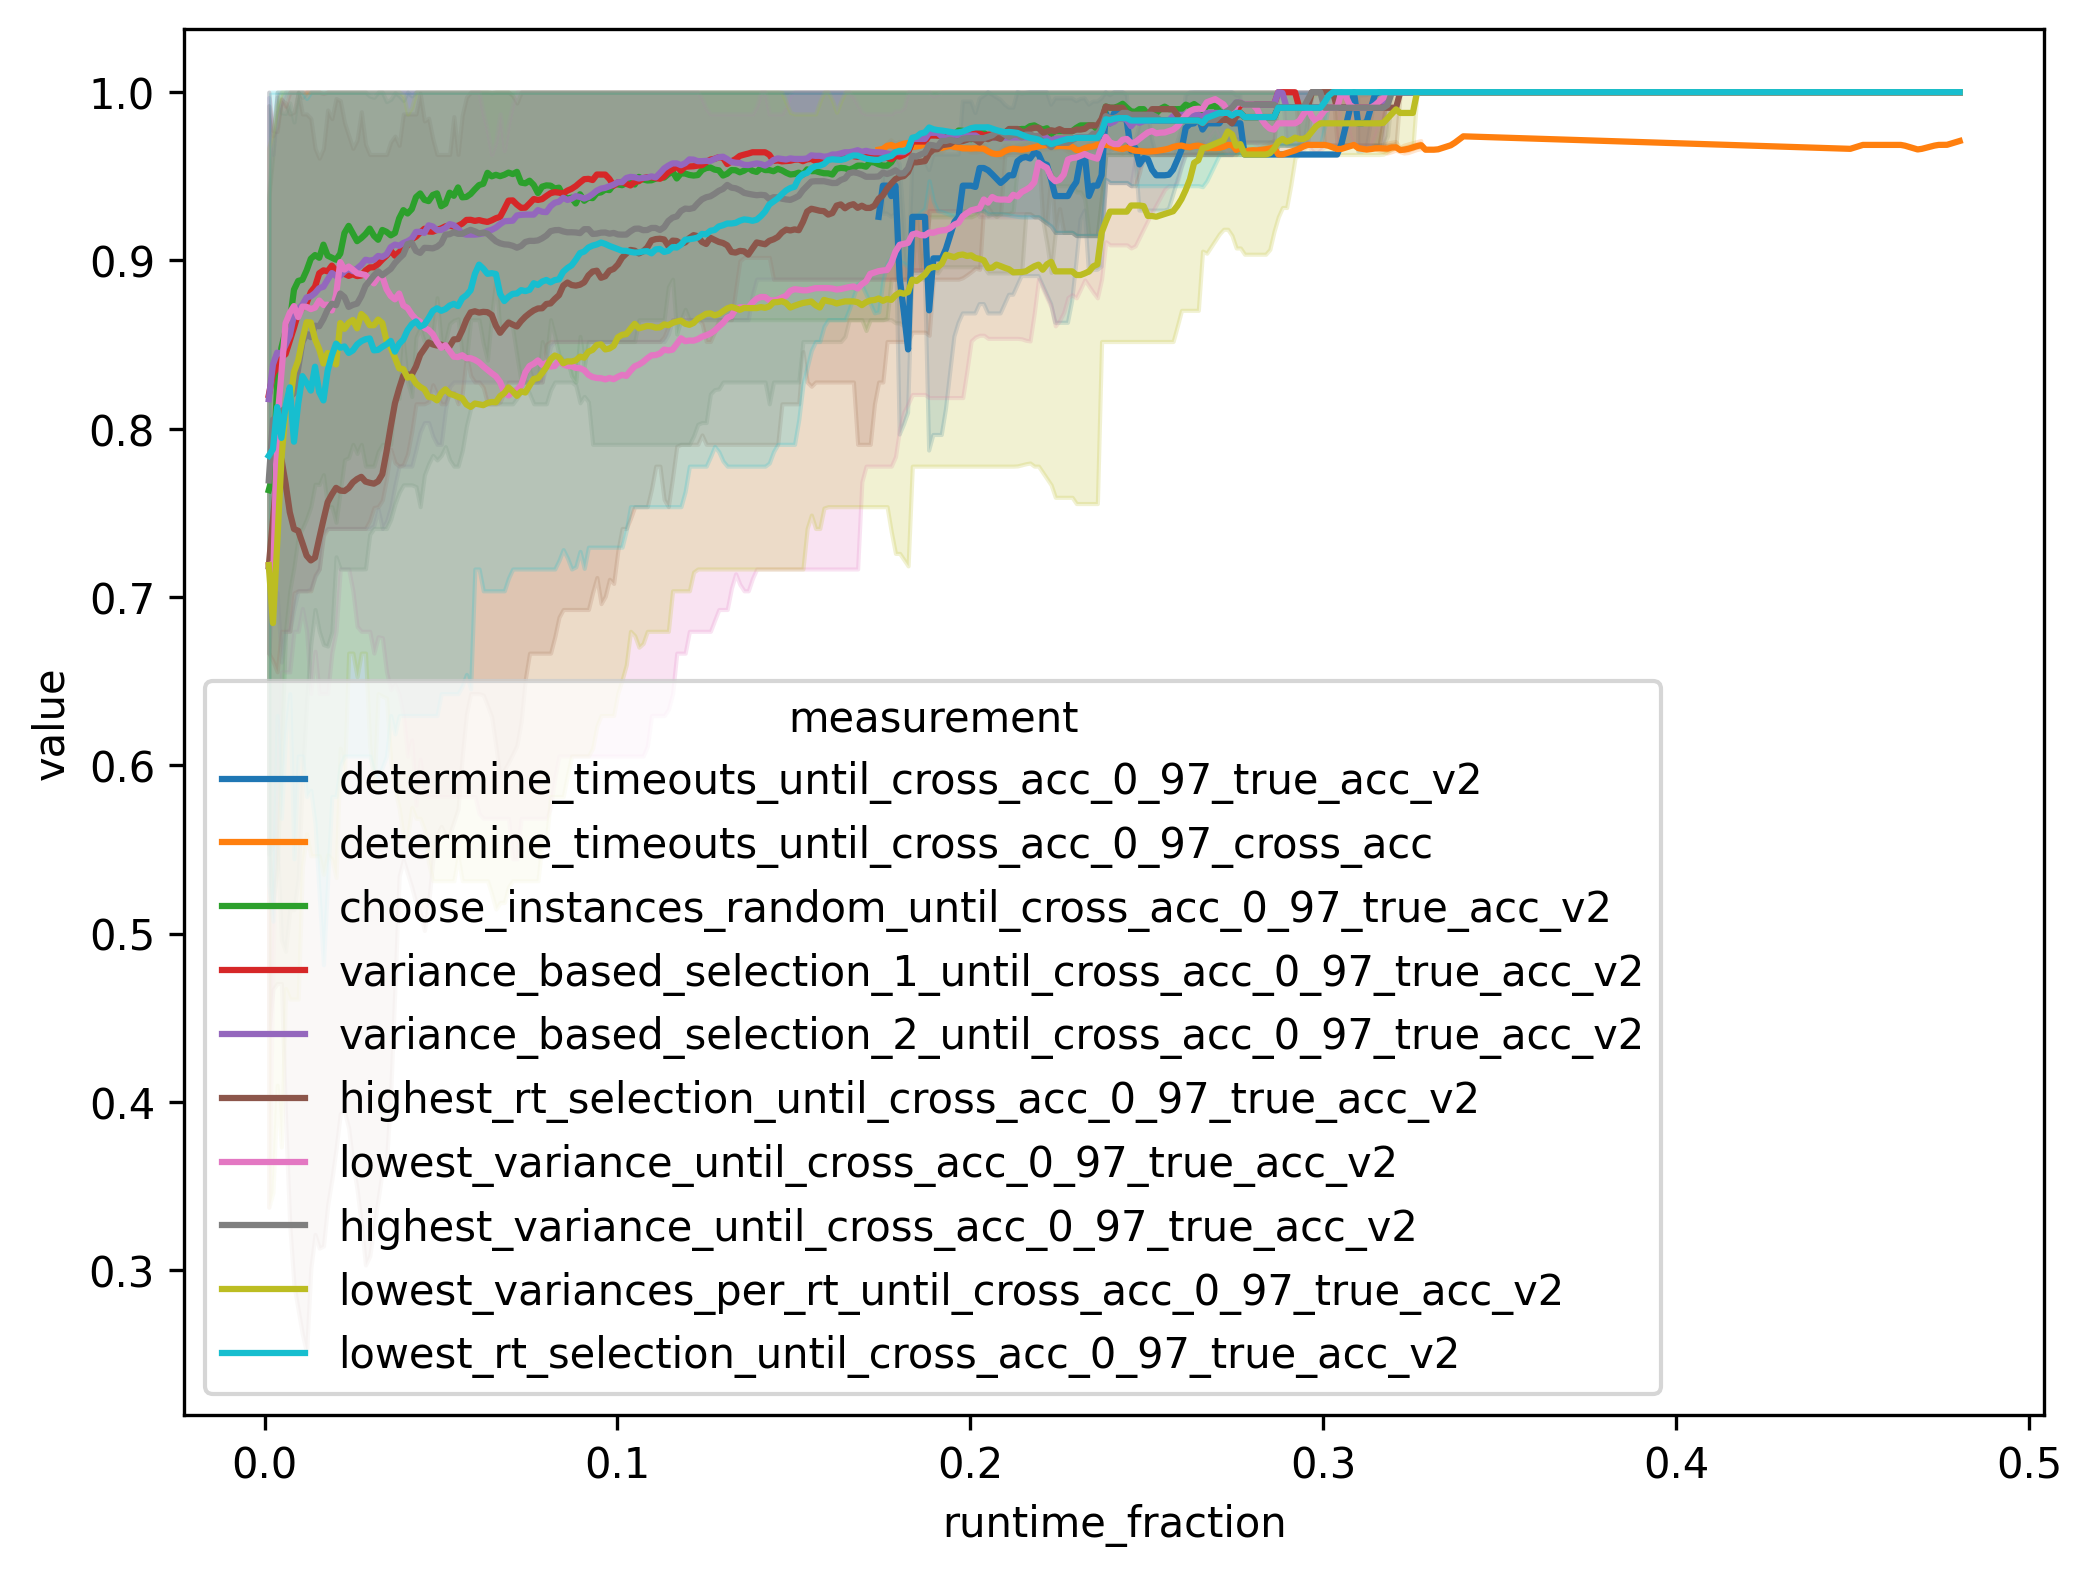 1.0
0.9
0.8
0.7
0.6
0.5
0.4
0.3
value
measurement
determine_timeouts_until_cross_acc_0_97_true_acc_v2
determine_timeouts_until_cross_acc_0_97_cross_acc
choose_instances_random_until_cross_acc_0_97_true_acc_v2
variance_based_selection_1_until_cross_acc_0_97_true_acc_v2
variance_based_selection_2_until_cross_acc_0_97_true_acc_v2
highest_rt_selection_until_cross_acc_0_97_true_acc_v2
lowest_variance_until_cross_acc_0_97_true_acc_v2
highest_variance_until_cross_acc_0_97_true_acc_v2
lowest_variances_per_rt_until_cross_acc_0_97_true_acc_v2
lowest_rt_selection_until_cross_acc_0_97_true_acc_v2
0.0 0.1 0.2 0.3 0.4 0.5
runtime_fraction